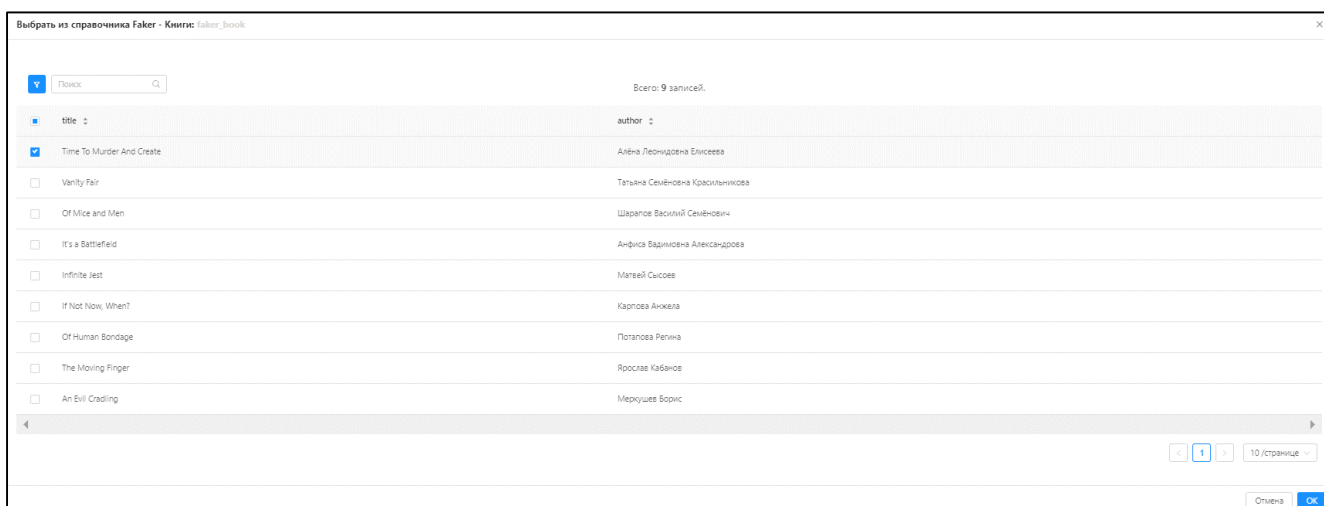 Выбрать из справочника Faker - Книги: faker_book
Поиск
Всего: 9 записей.
title author
Time To Murder And Create Алёна Леонидовна Елисеева
Vanity Fair Татьяна Семёновна Красильникова
Of Mice and Men Шарапов Василий Семёнович
It's a Battlefield Анфиса Вадимовна Александрова
Infinite Jest Матвей Сысоев
If Not Now, When? Карпова Анжела
Of Human Bondage Потапова Регина
The Moving Finger Ярослав Кабанов
An Evil Cradling Меркушев Борис
1 10 /странице
Отмена ОК